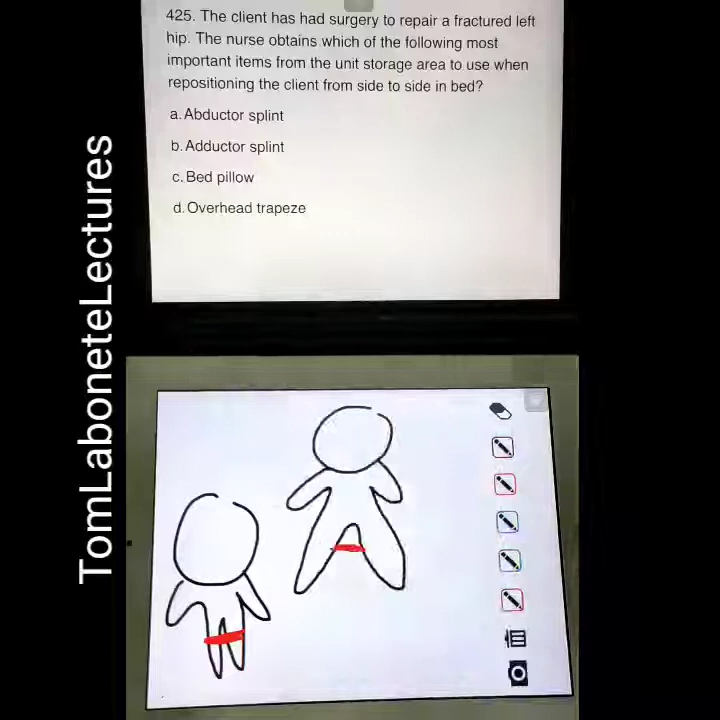 425. The client has had surgery to repair a fractured left
hip. The nurse obtains which of the following most
important items from the unit storage area to use when
repositioning the client from side to side in bed?
a. Abductor splint
b. Adductor splint
c. Bed pillow
d. Overhead trapeze
TomLaboneteLectures